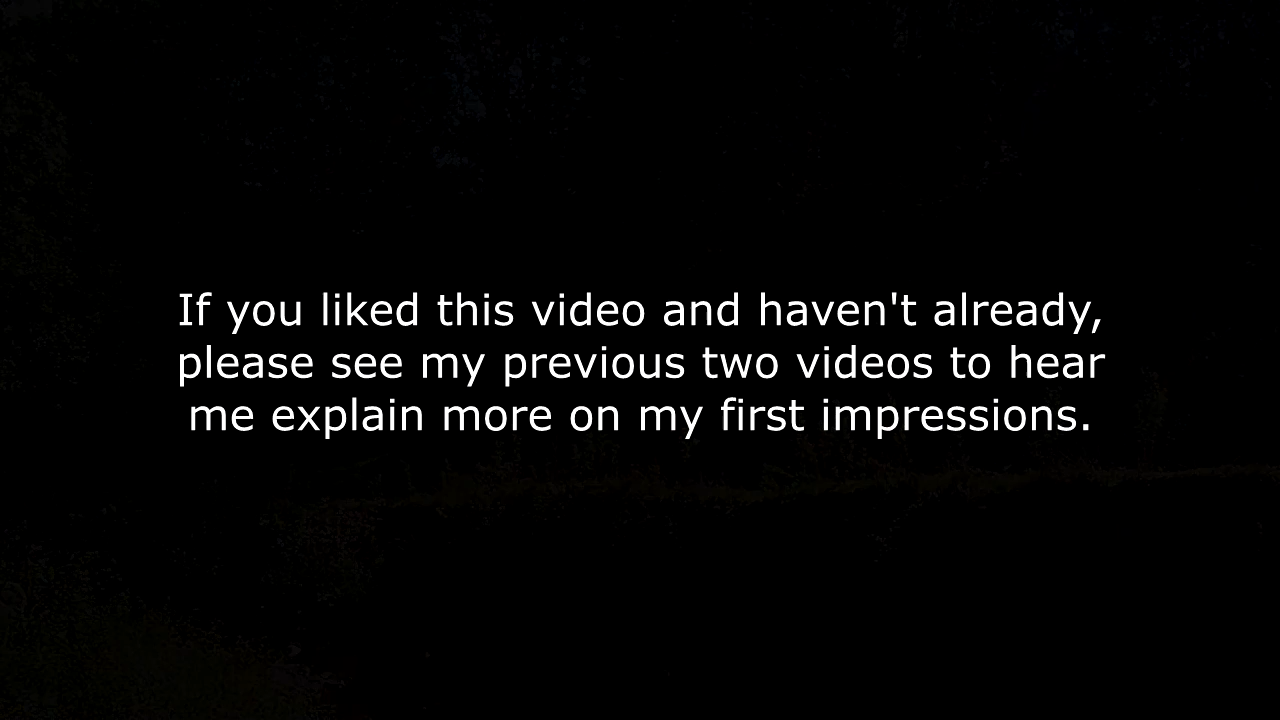 If you liked this video and haven't already,
please see my previous two videos to hear
me explain more on my first impressions.